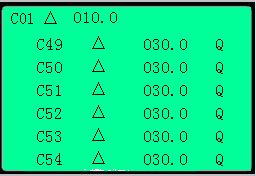 C01 △ 010.0
C49 △ 030.0 Q
C50 △ 030.0 Q
C51 △ 030.0 Q
C52 △ 030.0 Q
C53 △ 030.0 Q
C54 △ 030.0 Q